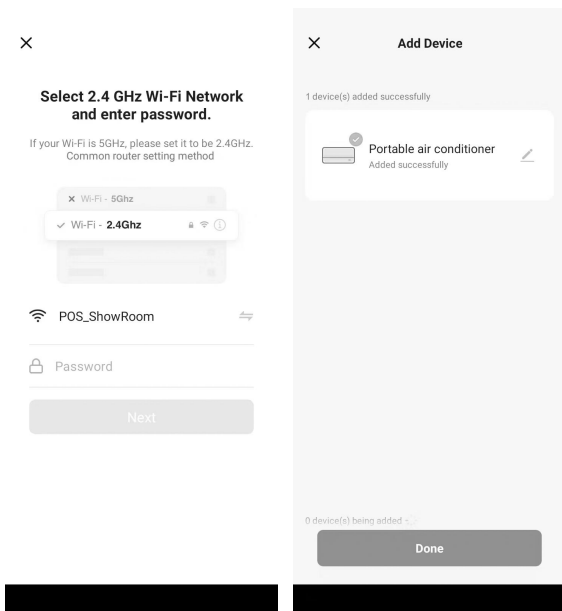 Select 2.4 GHz Wi-Fi Network
and enter password.
If your Wi-Fi is 5GHz, please set it to be 2.4GHz.
Common router setting method
Wi-Fi - 5Ghz
Wi-Fi - 2.4Ghz
POS_ShowRoom
Password
Next
Add Device
1 device(s) added successfully
Portable air conditioner
Added successfully
0 device(s) being added
Done